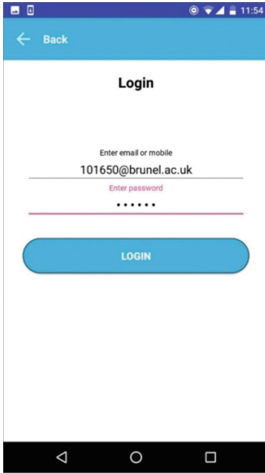 11:54
Back
Login
Enter email or mobile
101650@brunel.ac.uk
Enter password
••••••
LOGIN